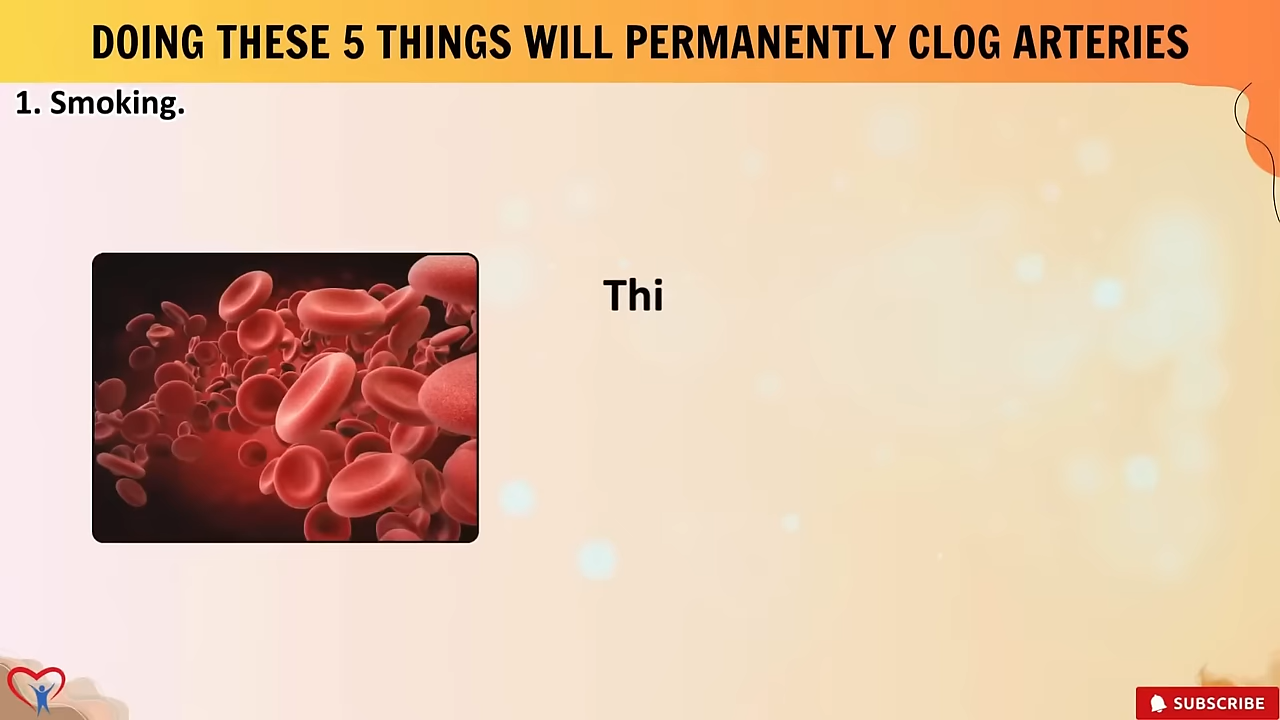 DOING THESE 5 THINGS WILL PERMANENTLY CLOG ARTERIES
1. Smoking.
Thi
SUBSCRIBE